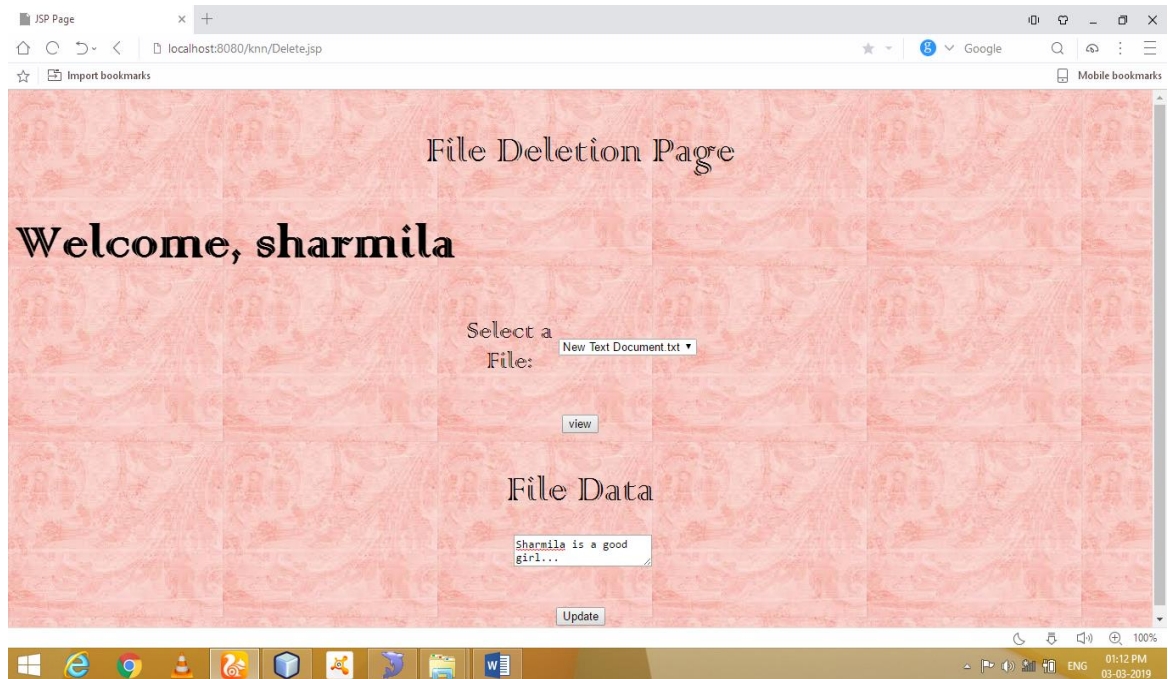 JSP Page
localhost:8080/knn/Delete.jsp
Google
Import bookmarks
Mobile bookmarks
File Deletion Page
Welcome, sharmila
Select a
File:
New Text Document.txt
view
File Data
Sharmila is a good
girl...
Update
100%
ENG
01:12 PM
03-03-2019